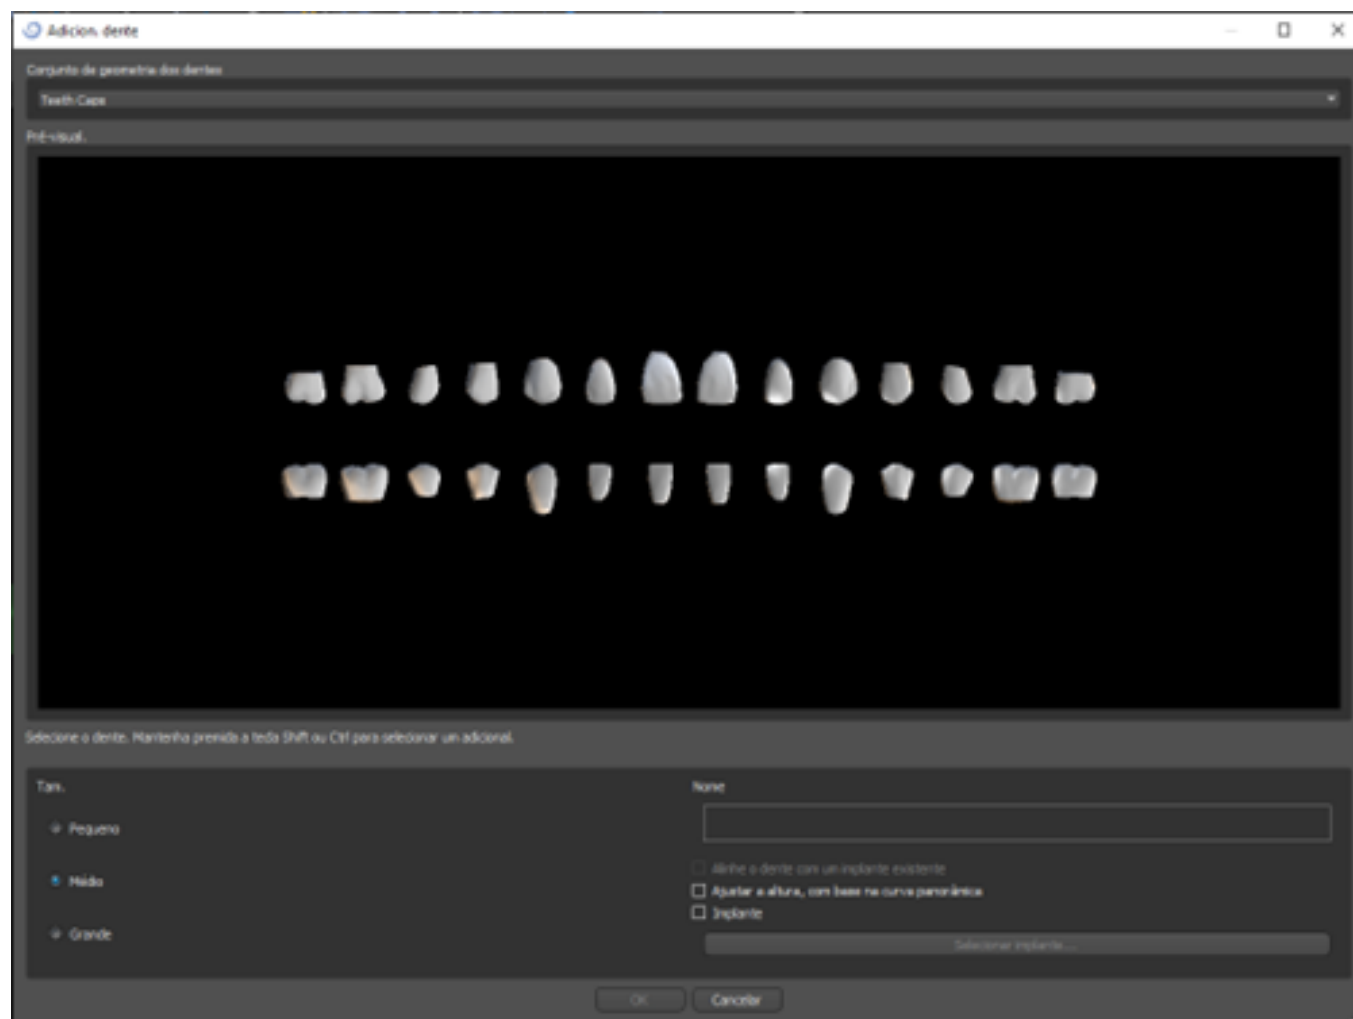 Adicion. dente
Conjunto de geometria dos dentes
Teeth Caps
Pré-visual.
Selecione o dente. Mantenha premida a tecla Shift ou Ctrl para selecionar um adicional.
Tam.
Pequeno
Médio
Grande
Nome
Alinhe o dente com um implante existente
Ajustar a altura, com base na curva panorâmica
Implante
Selecionar implante...
OK
Cancelar